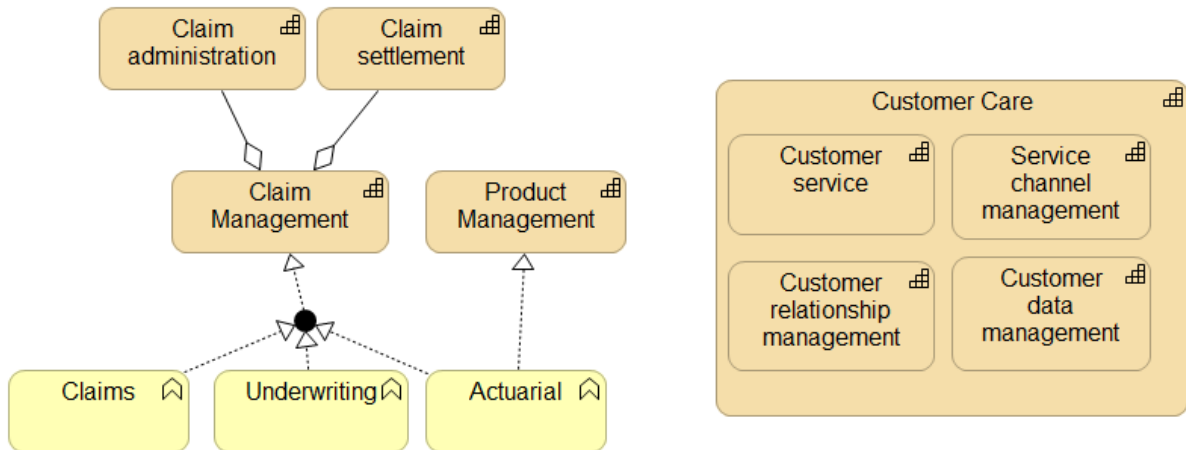 Claim
administration
Claim
settlement
Claim
Management
Product
Management
Claims
Underwriting
Actuarial
Customer Care
Customer
service
Service
channel
management
Customer
relationship
management
Customer
data
management